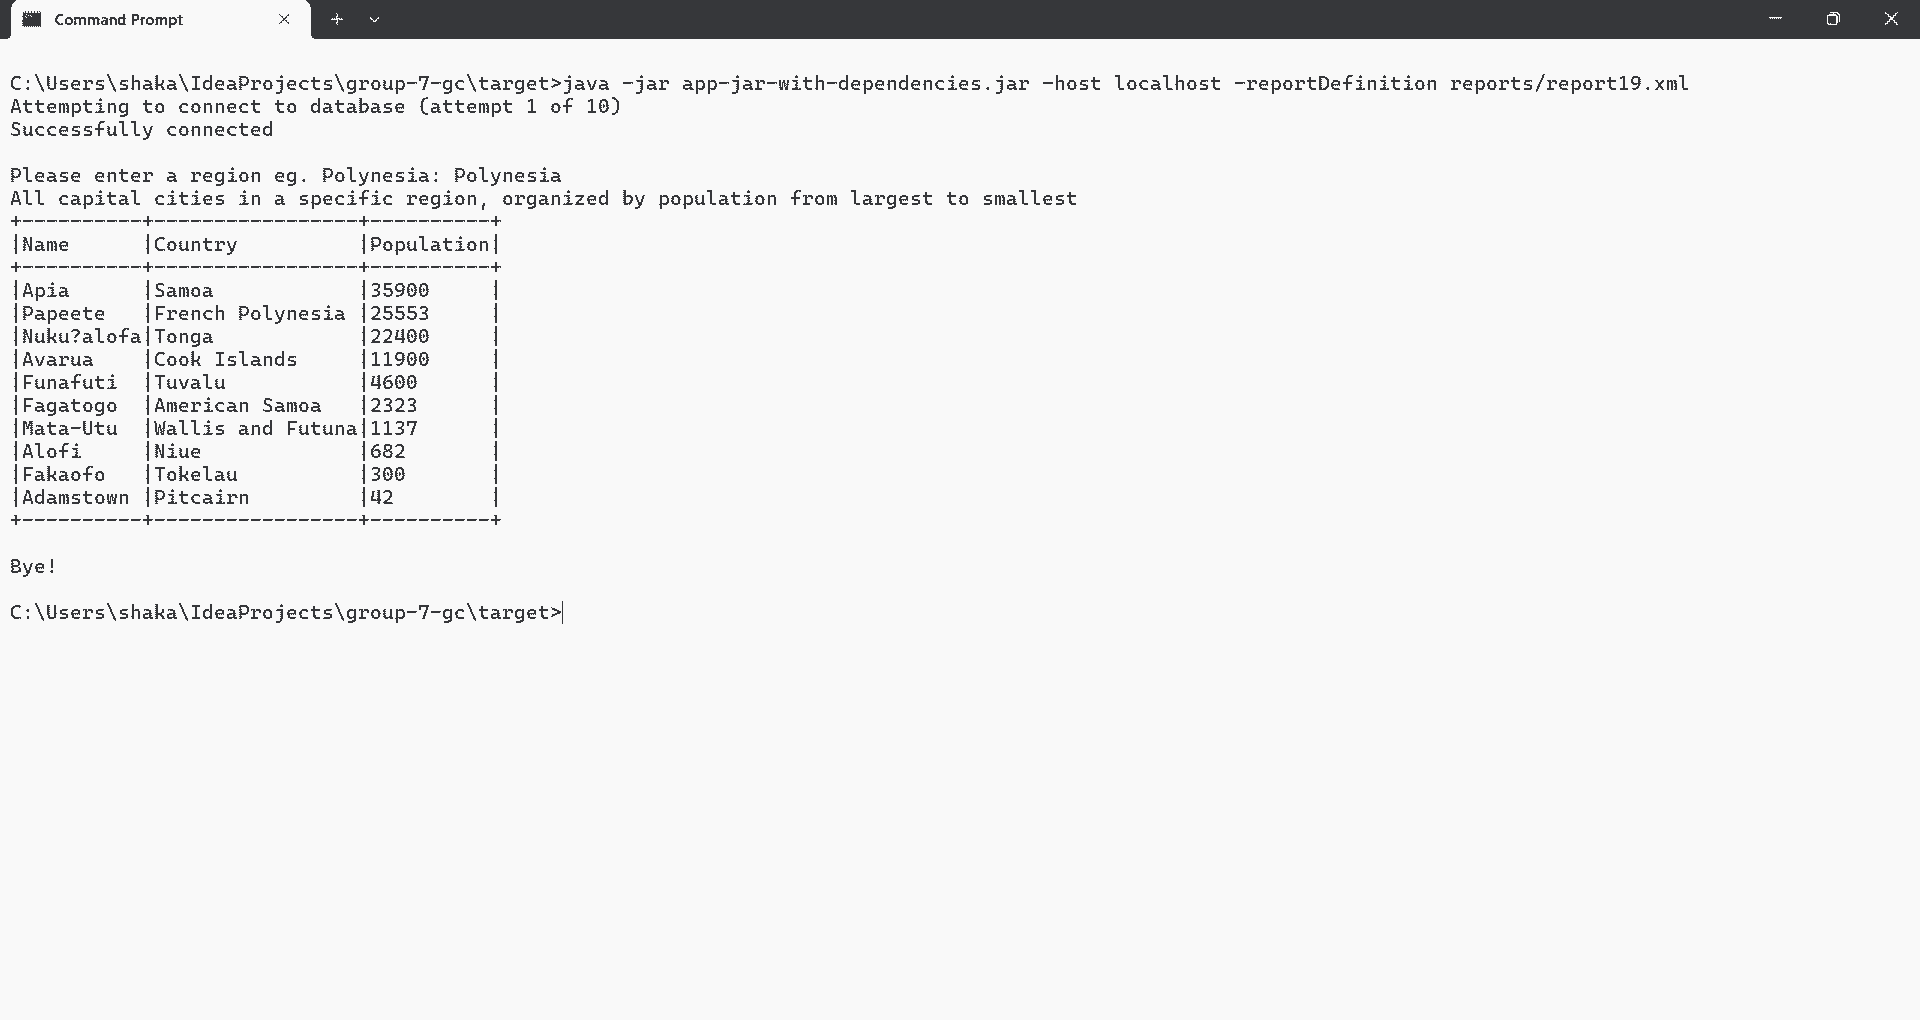 Command Prompt
C:\Users\shaka\IdeaProjects\group-7-gc\target>java -jar app-jar-with-dependencies.jar -host localhost -reportDefinition reports/report19.xml
Attempting to connect to database (attempt 1 of 10)
Successfully connected
Please enter a region eg. Polynesia: Polynesia
All capital cities in a specific region, organized by population from largest to smallest
+----------+-----------------+----------+
|Name      |Country          |Population|
+----------+-----------------+----------+
|Apia      |Samoa            |35900     |
|Papeete   |French Polynesia |25553     |
|Nuku?alofa|Tonga            |22400     |
|Avarua    |Cook Islands     |11900     |
|Funafuti  |Tuvalu           |4600      |
|Fagatogo  |American Samoa   |2323      |
|Mata-Utu  |Wallis and Futuna|1137      |
|Alofi     |Niue             |682       |
|Fakaofo   |Tokelau          |300       |
|Adamstown |Pitcairn         |42        |
+----------+-----------------+----------+
Bye!
C:\Users\shaka\IdeaProjects\group-7-gc\target>